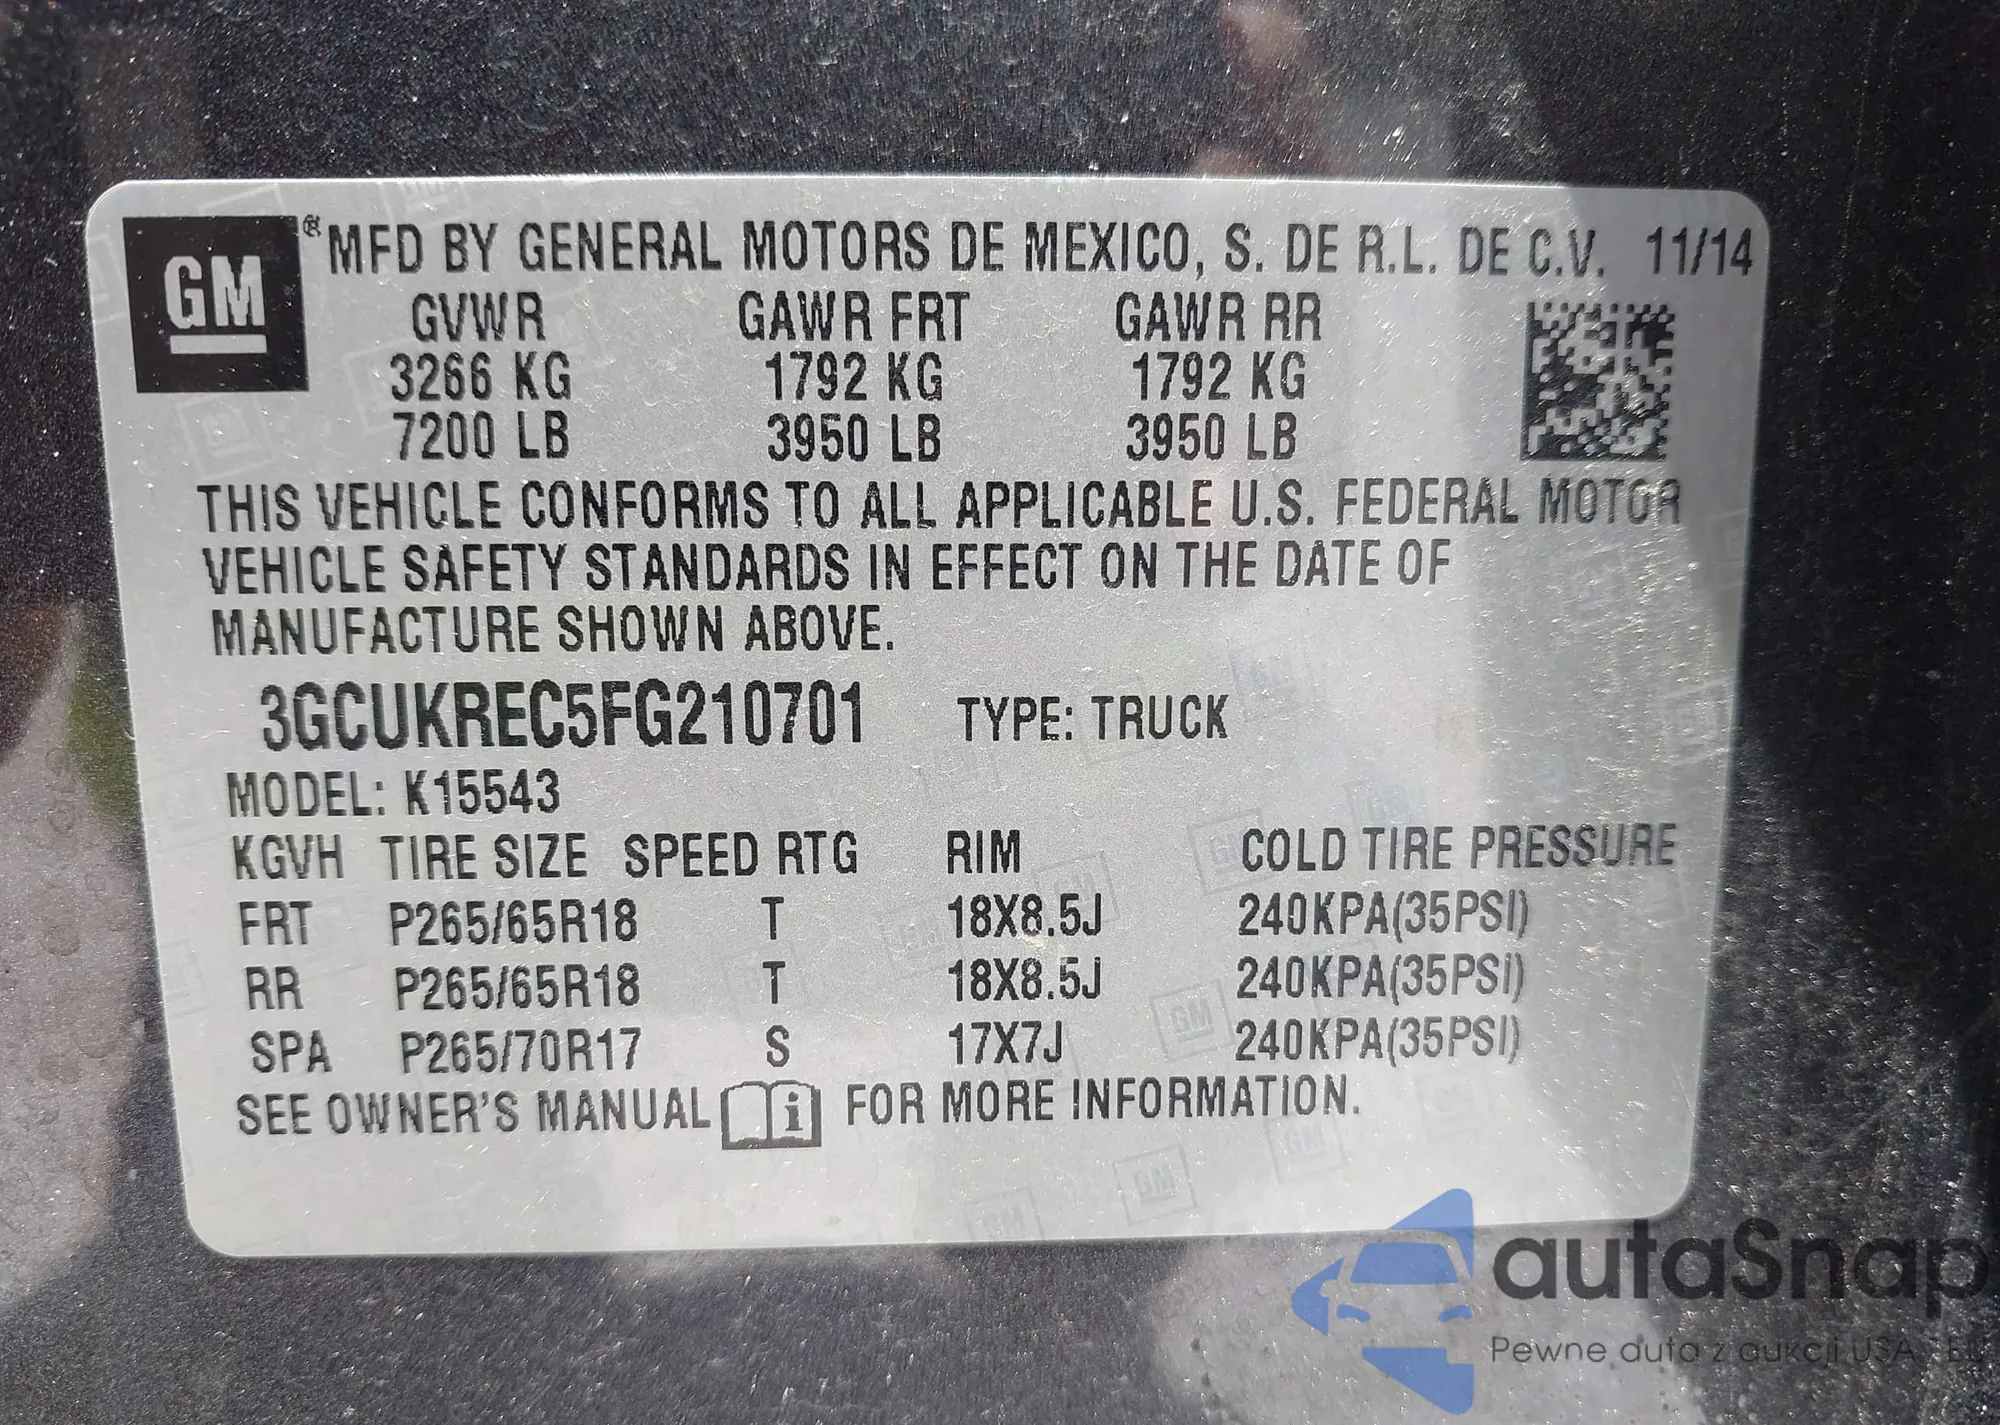 GM ® MFD BY GENERAL MOTORS DE MEXICO, S. DE R.L. DE C.V. 11/14
GVWR GAWR FRT GAWR RR
3266 KG 1792 KG 1792 KG
7200 LB 3950 LB 3950 LB
THIS VEHICLE CONFORMS TO ALL APPLICABLE U.S. FEDERAL MOTOR
VEHICLE SAFETY STANDARDS IN EFFECT ON THE DATE OF
MANUFACTURE SHOWN ABOVE.
3GCUKREC5FG210701 TYPE: TRUCK
MODEL: K15543
KGVH TIRE SIZE SPEED RTG RIM COLD TIRE PRESSURE
FRT P265/65R18 T 18X8.5J 240KPA(35PSI)
RR P265/65R18 T 18X8.5J 240KPA(35PSI)
SPA P265/70R17 S 17X7J 240KPA(35PSI)
SEE OWNER'S MANUAL i FOR MORE INFORMATION.
autaSnap
Pewne auta z aukcji USA